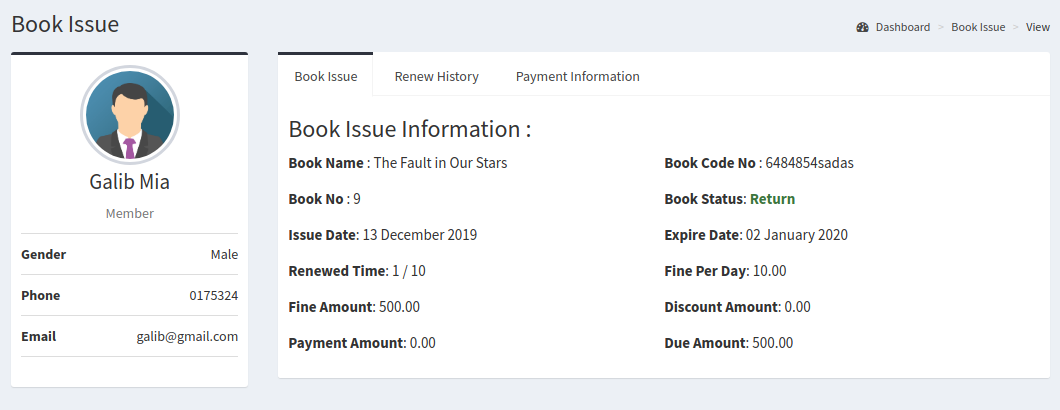 Book Issue
Dashboard > Book Issue > View
Galib Mia
Member
Gender Male
Phone 0175324
Email galib@gmail.com
Book Issue Renew History Payment Information
Book Issue Information :
Book Name : The Fault in Our Stars Book Code No : 6484854sadas
Book No : 9 Book Status: Return
Issue Date: 13 December 2019 Expire Date: 02 January 2020
Renewed Time: 1 / 10 Fine Per Day: 10.00
Fine Amount: 500.00 Discount Amount: 0.00
Payment Amount: 0.00 Due Amount: 500.00